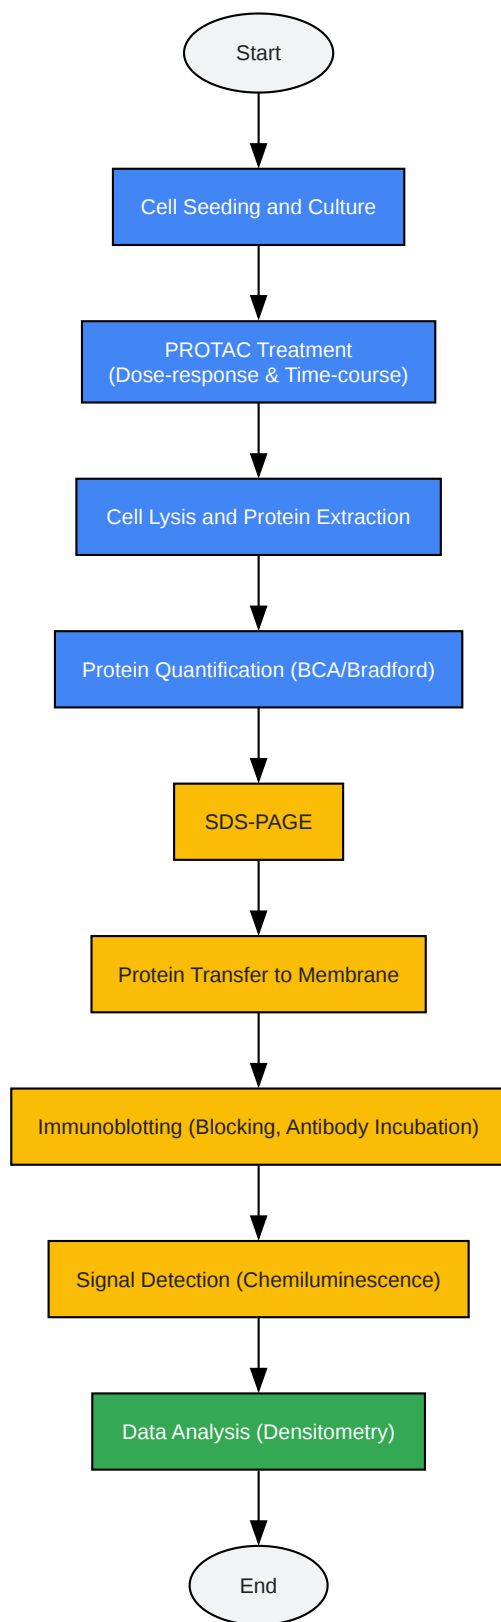 Start
Cell Seeding and Culture
PROTAC Treatment
(Dose-response & Time-course)
Cell Lysis and Protein Extraction
Protein Quantification (BCA/Bradford)
SDS-PAGE
Protein Transfer to Membrane
Immunoblotting (Blocking, Antibody Incubation)
Signal Detection (Chemiluminescence)
Data Analysis (Densitometry)
End